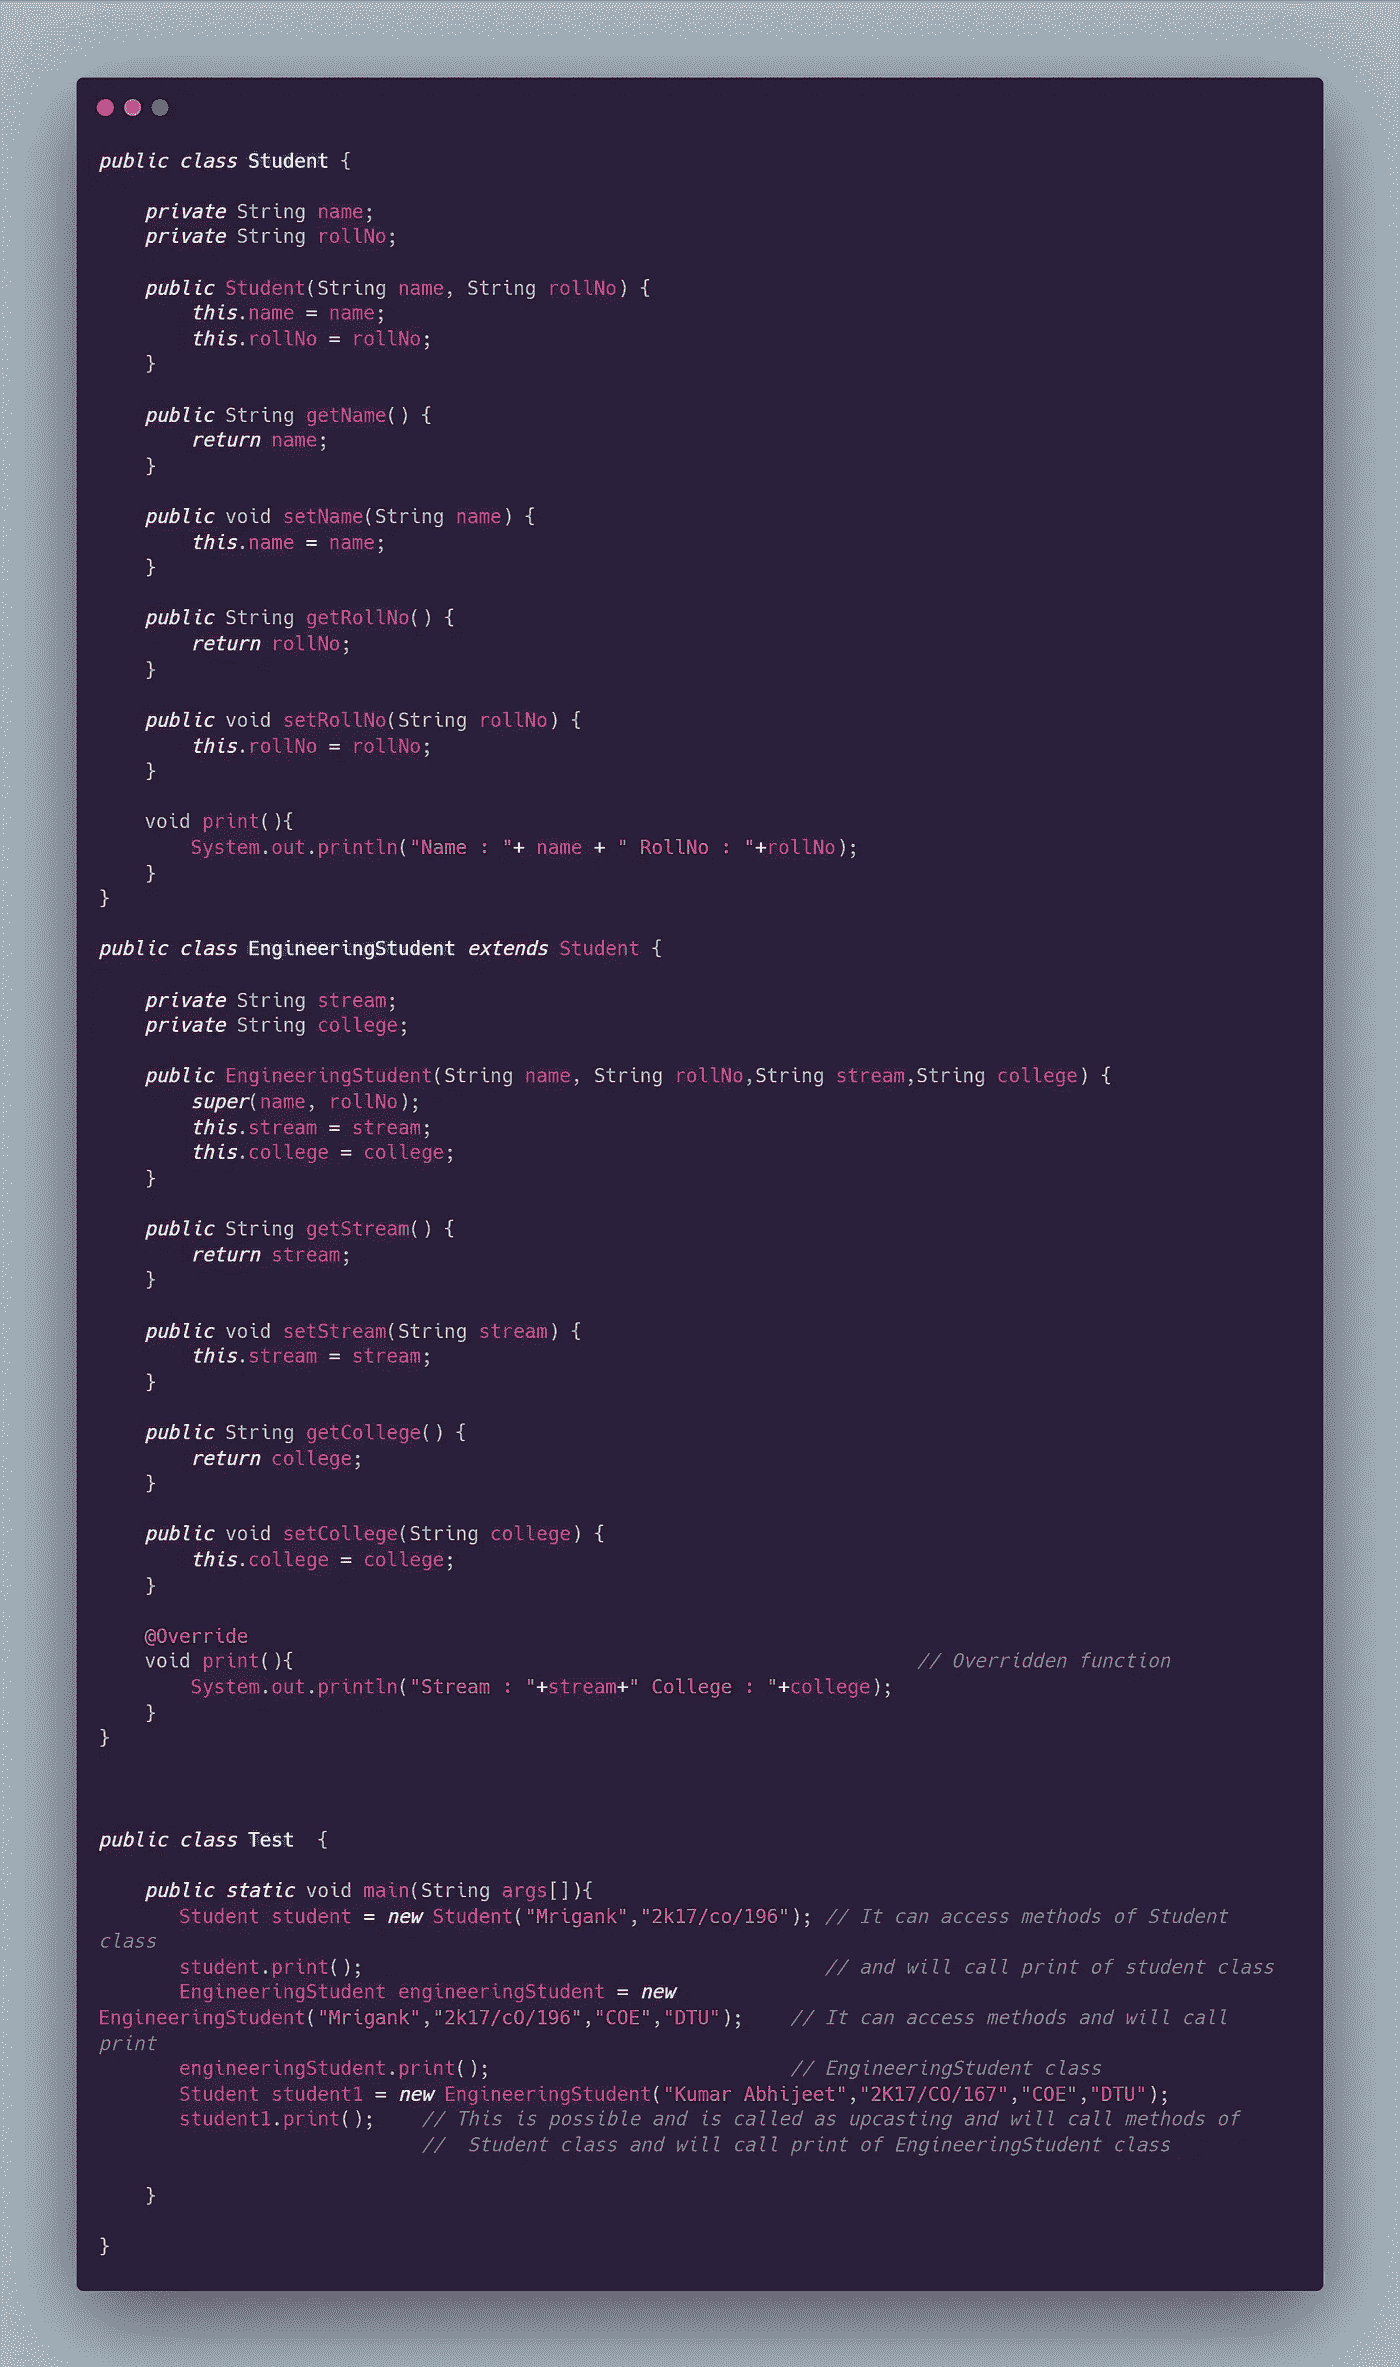 public class Student {
    private String name;
    private String rollNo;
    public Student(String name, String rollNo) {
        this.name = name;
        this.rollNo = rollNo;
    }
    public String getName() {
        return name;
    }
    public void setName(String name) {
        this.name = name;
    }
    public String getRollNo() {
        return rollNo;
    }
    public void setRollNo(String rollNo) {
        this.rollNo = rollNo;
    }
    void print(){
        System.out.println("Name : "+ name + " RollNo : "+rollNo);
    }
}
public class EngineeringStudent extends Student {
    private String stream;
    private String college;
    public EngineeringStudent(String name, String rollNo,String stream,String college) {
        super(name, rollNo);
        this.stream = stream;
        this.college = college;
    }
    public String getStream() {
        return stream;
    }
    public void setStream(String stream) {
        this.stream = stream;
    }
    public String getCollege() {
        return college;
    }
    public void setCollege(String college) {
        this.college = college;
    }
    @Override
    void print(){                                                      // Overridden function
        System.out.println("Stream : "+stream+" College : "+college);
    }
}
public class Test  {
    public static void main(String args[]){
       Student student = new Student("Mrigank","2k17/co/196"); // It can access methods of Student
class
       student.print();                                        // and will call print of student class
       EngineeringStudent engineeringStudent = new
EngineeringStudent("Mrigank","2k17/cO/196","COE","DTU");    // It can access methods and will call
print
       engineeringStudent.print();                          // EngineeringStudent class
       Student student1 = new EngineeringStudent("Kumar Abhijeet","2K17/CO/167","COE","DTU");
       student1.print();    // This is possible and is called as upcasting and will call methods of
                            //  Student class and will call print of EngineeringStudent class
    }
}